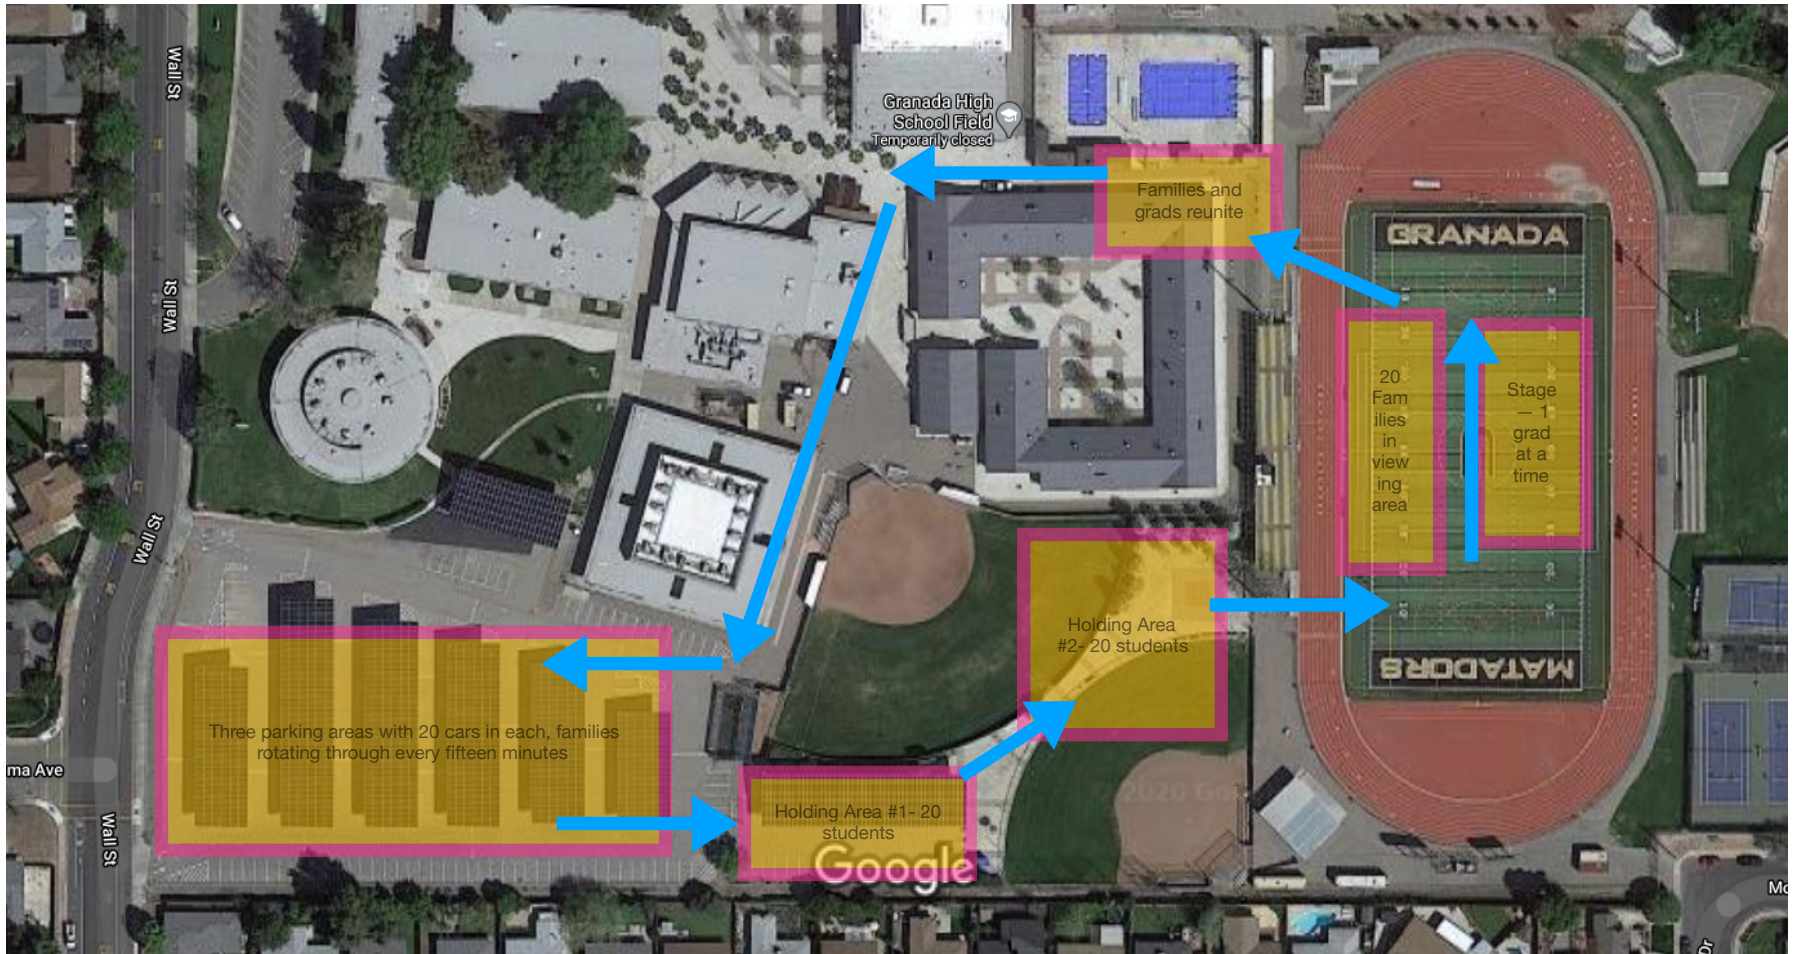 Wall St
Granada High
School Field
Temporarily closed
Families and
grads reunite
GRANADA
Wall St
20
Fam
ilies
in
view
ing
area
Stage
— 1
grad
at a
time
Wall St
Holding Area
#2- 20 students
MATADORS
Three parking areas with 20 cars in each, families
rotating through every fifteen minutes
ma Ave
Holding Area #1- 20
students
Wall St
Google
Mc
Dr